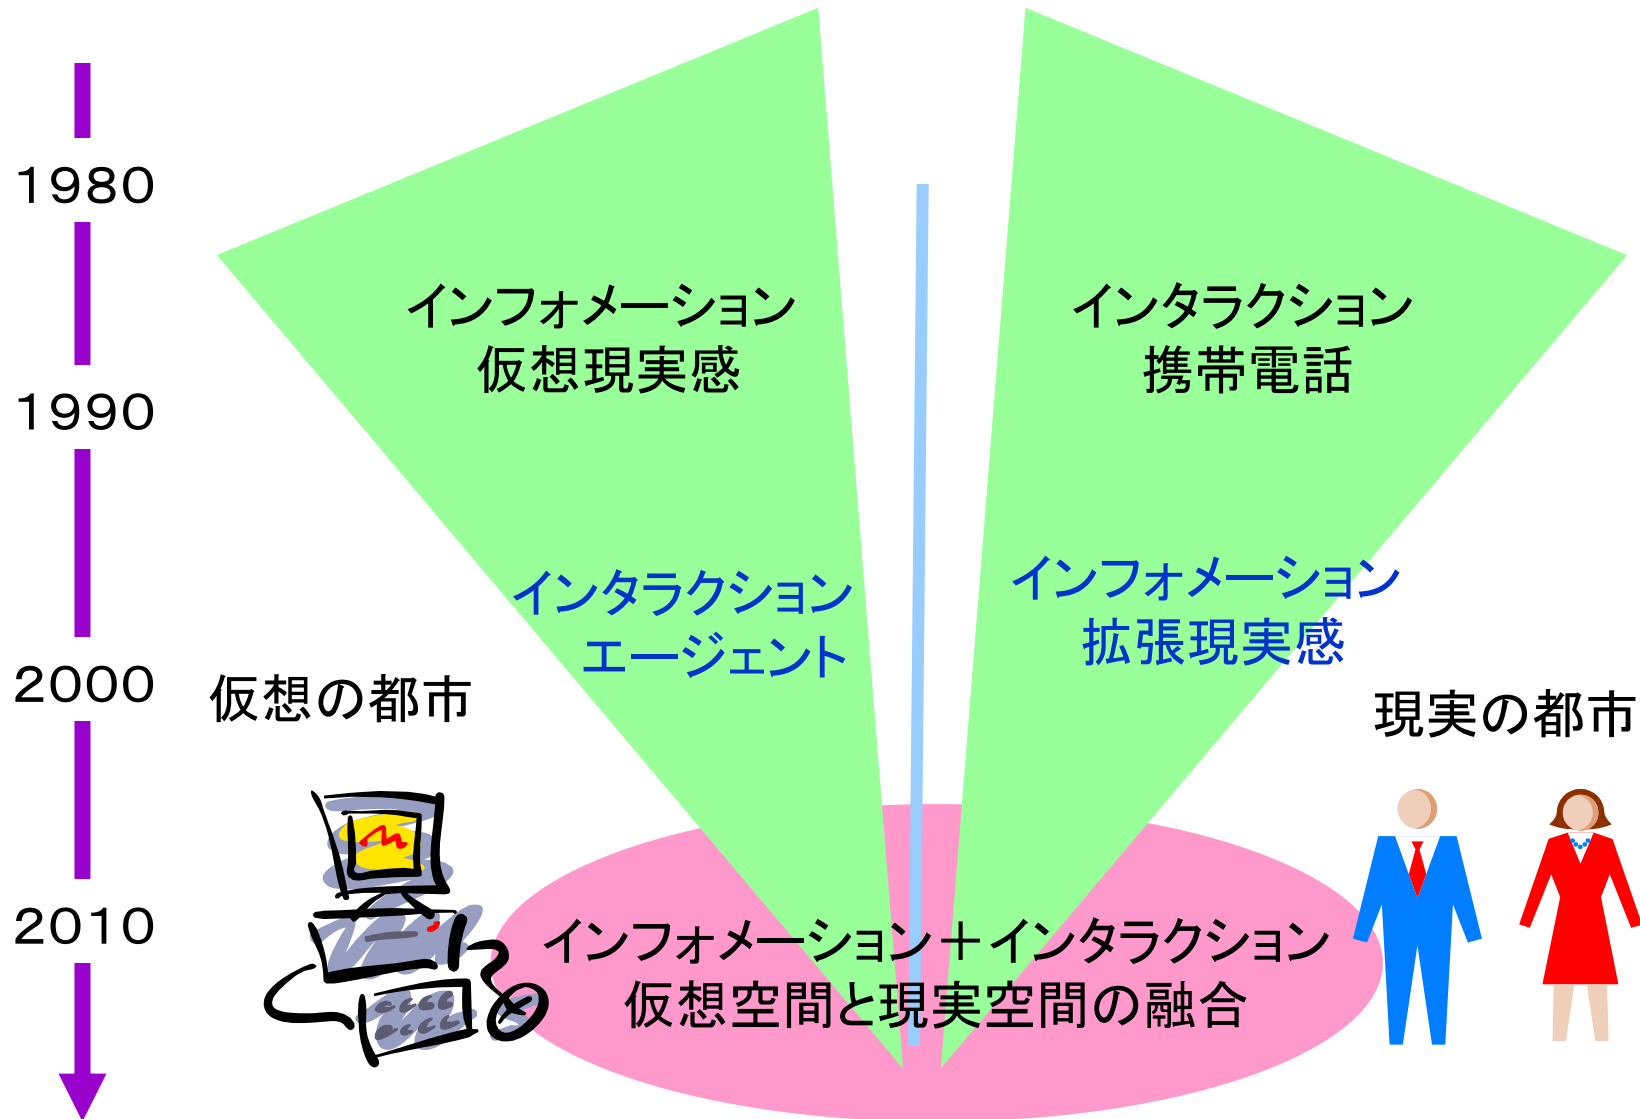 1980
1990
2000
2010
インフォメーション
仮想現実感
インタラクション
携帯電話
インタラクション
エージェント
インフォメーション
拡張現実感
仮想の都市
現実の都市
インフォメーション＋インタラクション
仮想空間と現実空間の融合